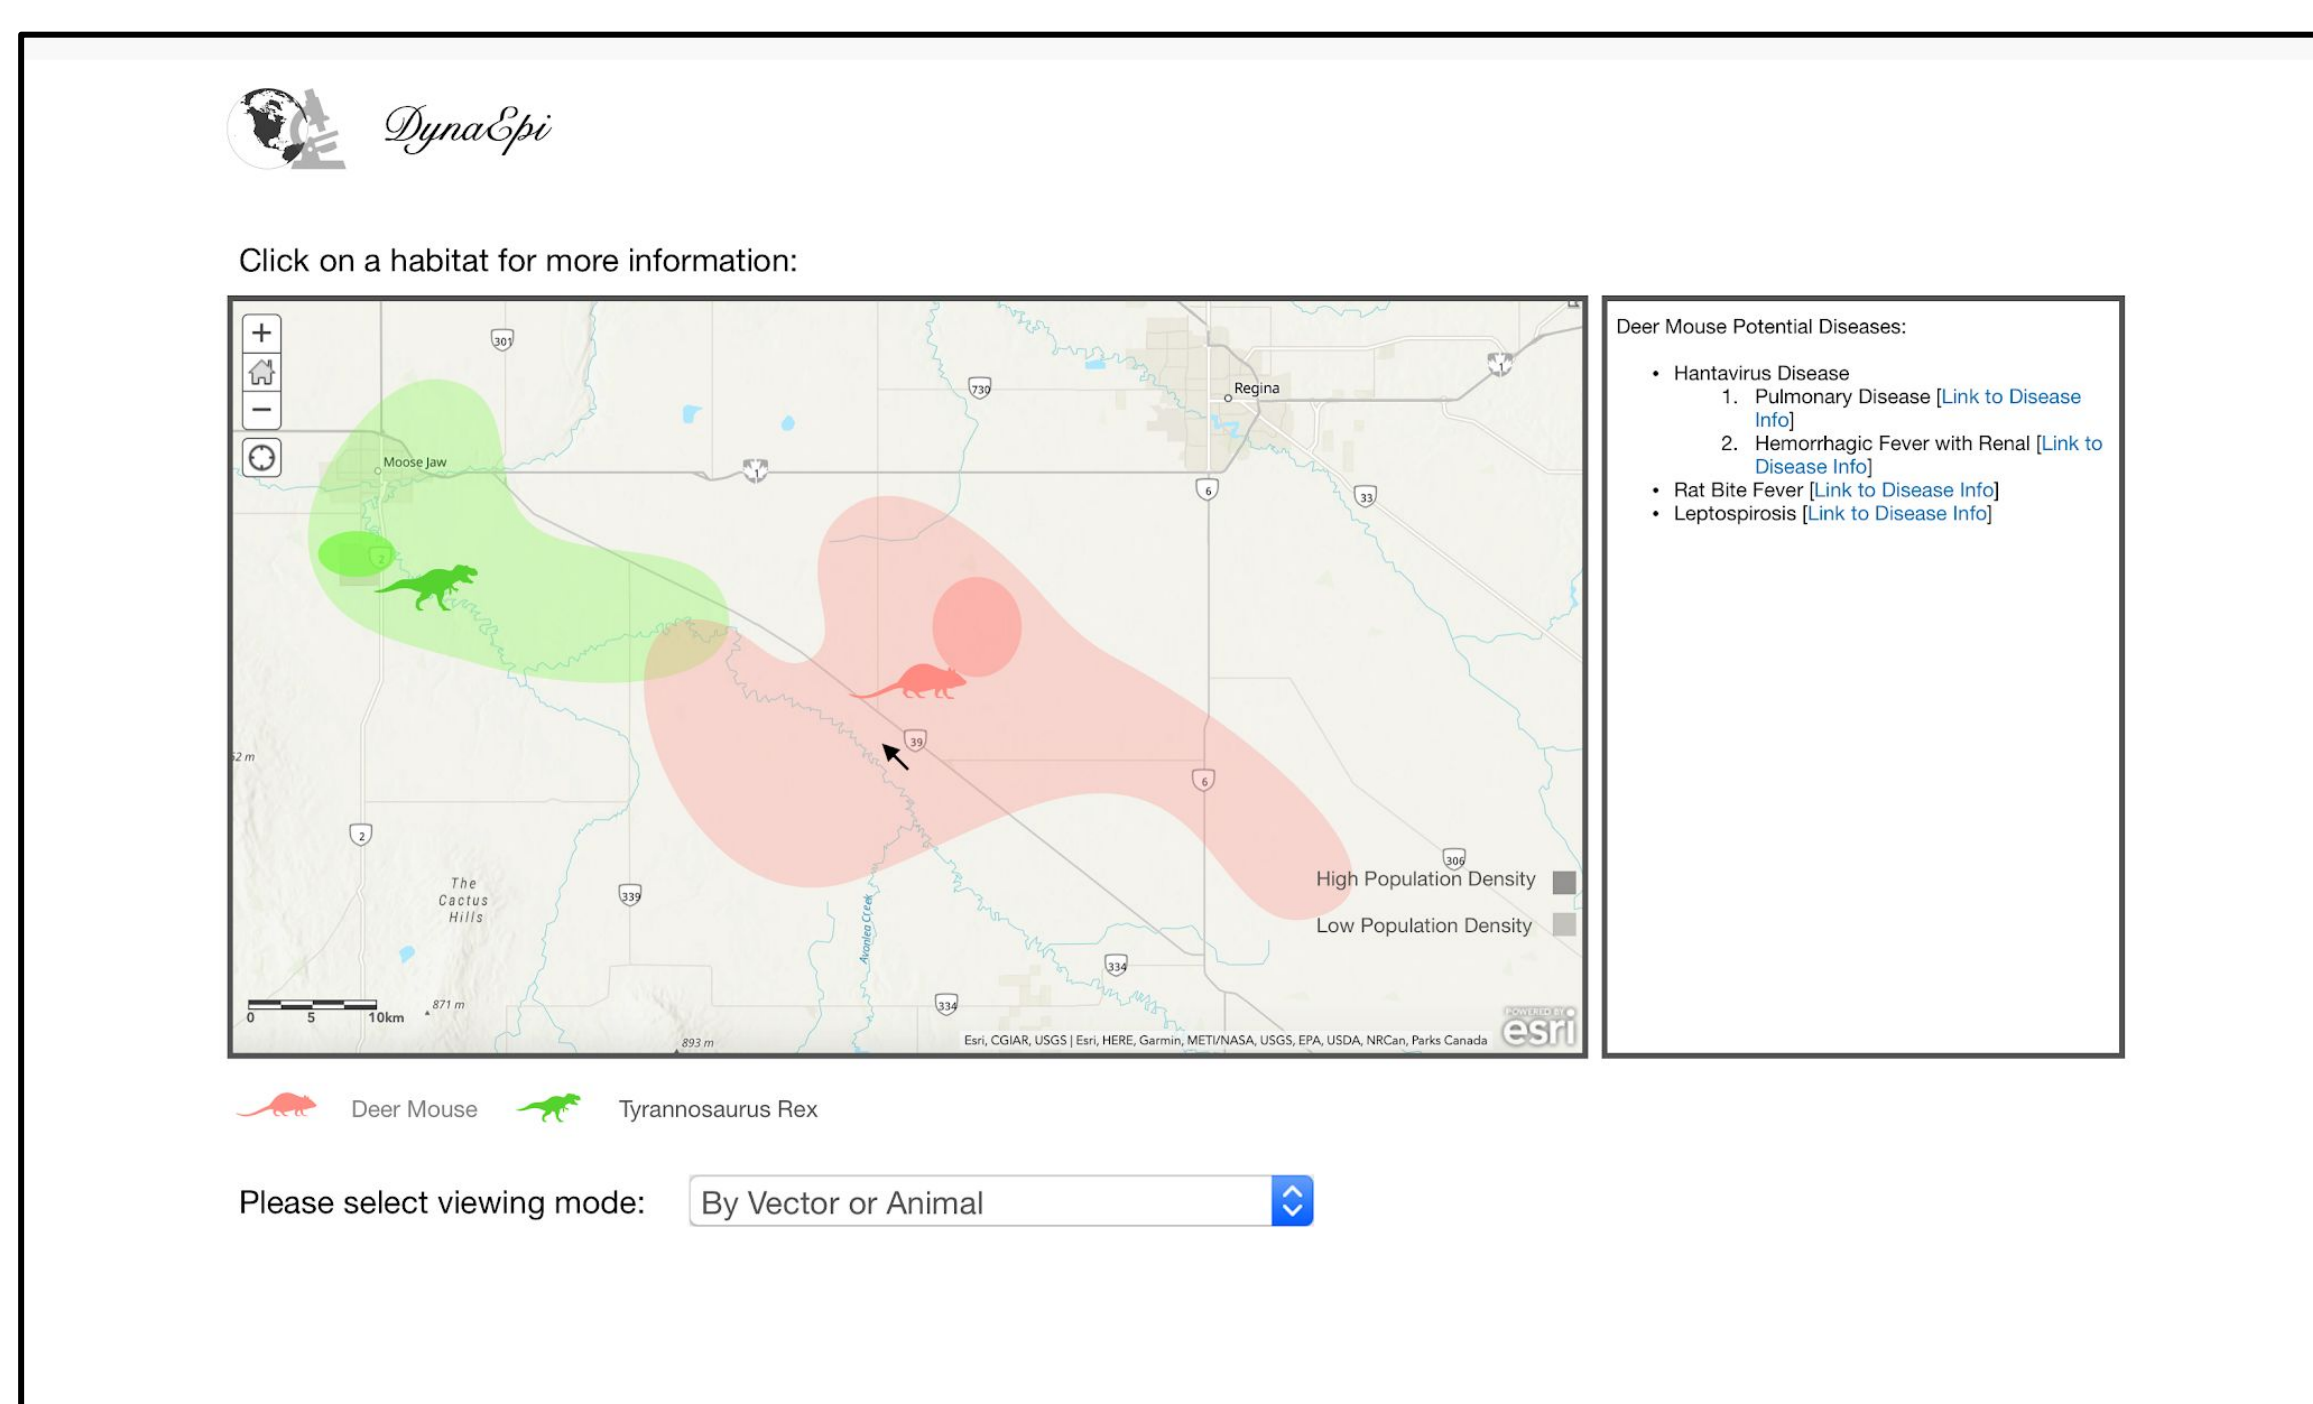 DynaEpi
Click on a habitat for more information:
+
301
730
1
Regina
Moose Jaw
1
6
33
2
39
6
2
306
339
334
334
The
Cactus
Hills
Avonlea Creek
High Population Density
Low Population Density
871 m
893 m
0 5 10km
Esri, CGIAR, USGS | Esri, HERE, Garmin, METI/NASA, USGS, EPA, USDA, NRCan, Parks Canada
POWERED BY
esri
Deer Mouse Potential Diseases:
• Hantavirus Disease
1. Pulmonary Disease [Link to Disease
Info]
2. Hemorrhagic Fever with Renal [Link to
Disease Info]
• Rat Bite Fever [Link to Disease Info]
• Leptospirosis [Link to Disease Info]
Deer Mouse Tyrannosaurus Rex
Please select viewing mode: By Vector or Animal